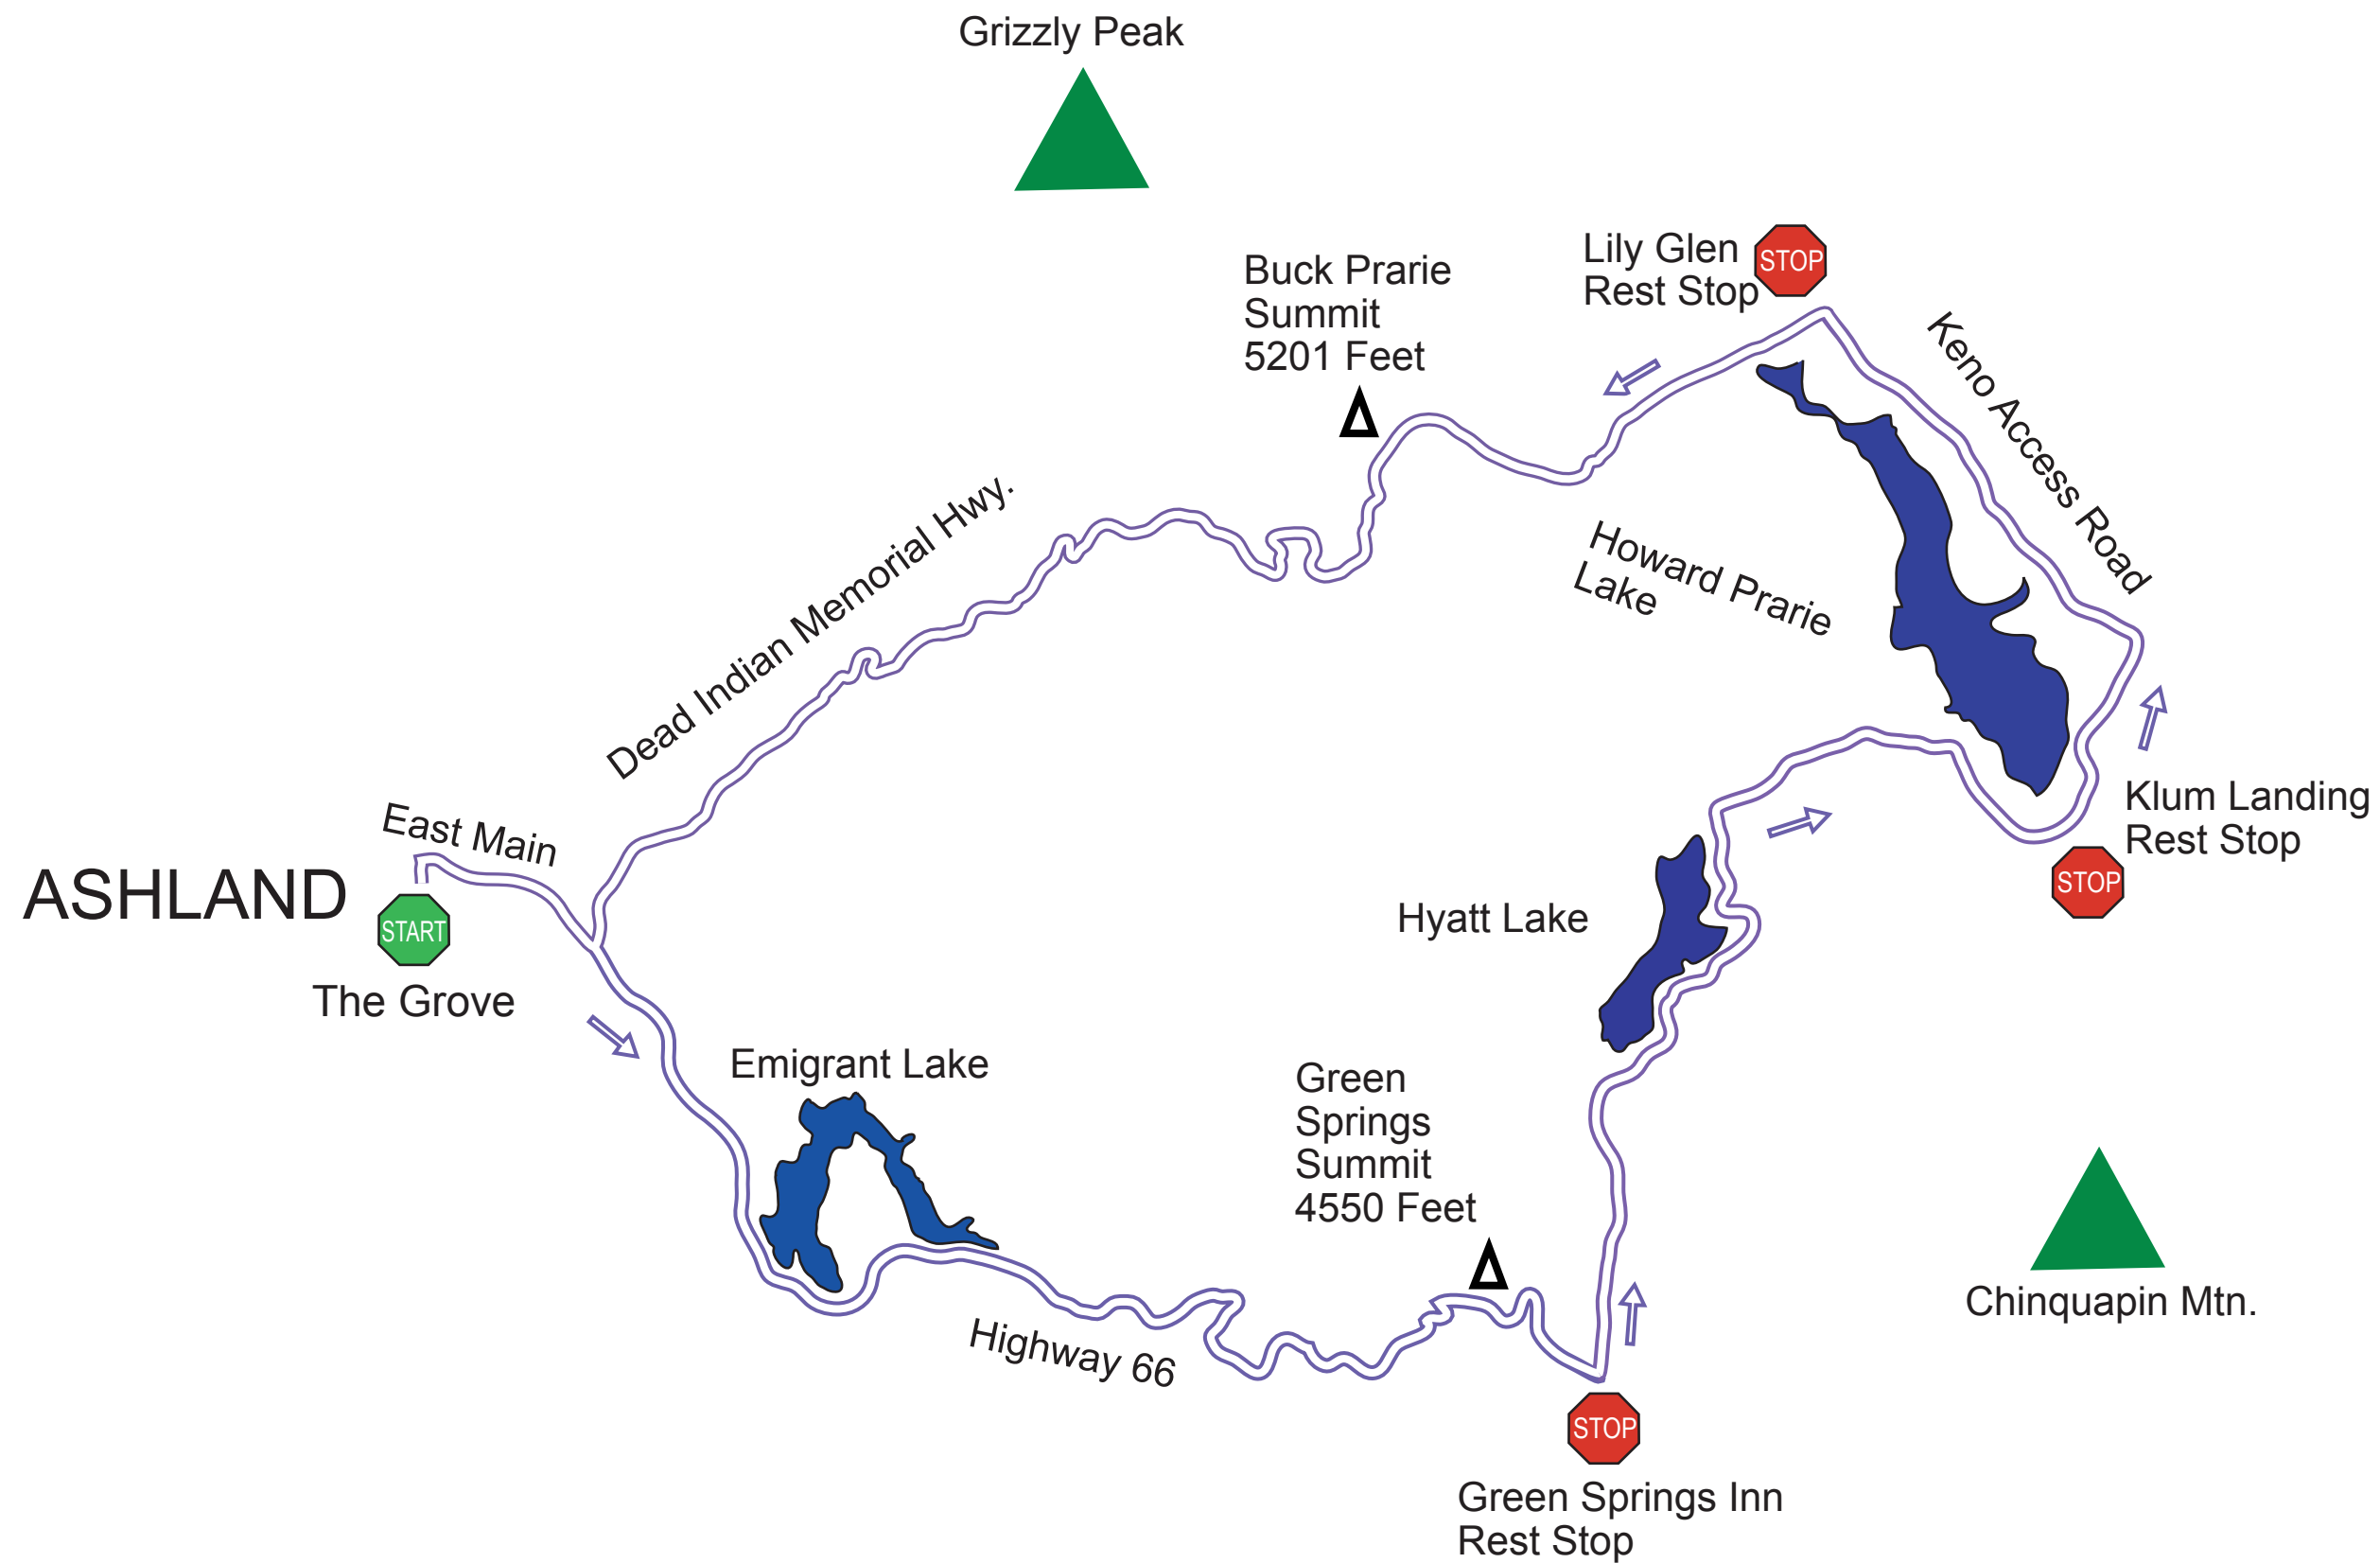 Grizzly Peak
Lily Glen
Rest Stop
STOP
Buck Prarie
Summit
5201 Feet
Keno Access Road
Dead Indian Memorial Hwy.
Howard Prarie
Lake
East Main
ASHLAND
START
The Grove
Klum Landing
Rest Stop
STOP
Hyatt Lake
Emigrant Lake
Green
Springs
Summit
4550 Feet
Chinquapin Mtn.
Highway 66
STOP
Green Springs Inn
Rest Stop